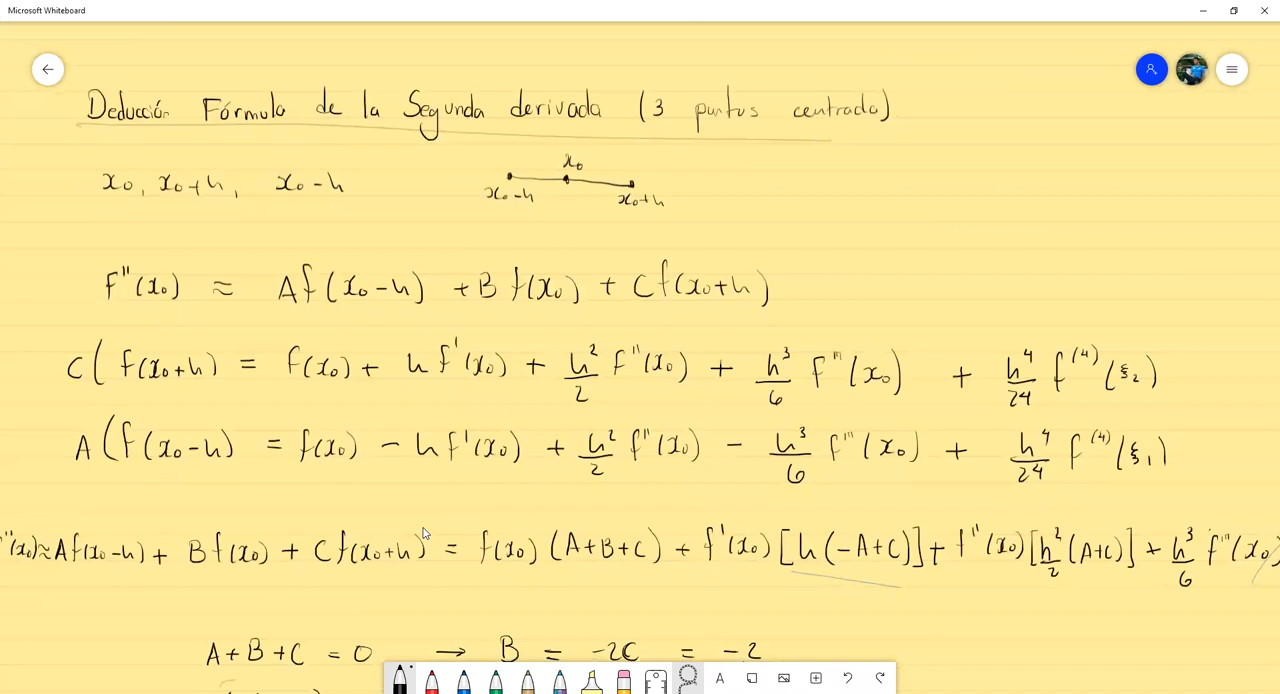 Microsoft Whiteboard
Deducción Fórmula de la Segunda derivada (3 puntos centrado)
x₀, x₀+h, x₀-h
x₀
x₀-h x₀+h
F''(x₀) ≈ Af(x₀-h) + B f(x₀) + Cf(x₀+h)
C( f(x₀+h) = f(x₀) + h f'(x₀) + h²/2 f''(x₀) + h³/6 f'''(x₀) + h⁴/24 f⁽⁴⁾(ξ₂)
A( f(x₀-h) = f(x₀) - h f'(x₀) + h²/2 f''(x₀) - h³/6 f'''(x₀) + h⁴/24 f⁽⁴⁾(ξ₁)
''(x₀)≈Af(x₀-h) + Bf(x₀) + Cf(x₀+h) = f(x₀) (A+B+C) + f'(x₀) [h(-A+C)] + f''(x₀) [h²/2 (A+C)] + h³/6 f'''(x₀
A+B+C = 0 → B = -2C = -2
A